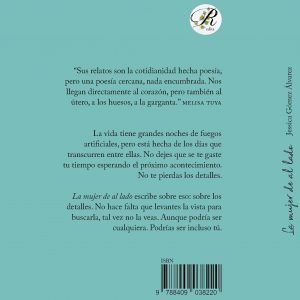 R
"Sus relatos son la cotidianidad hecha poesía,
pero una poesía cercana, nada encumbrada. Nos
llegan directamente al corazón, pero también al
útero, a los huesos, a la garganta." MELISA TUYA
La vida tiene grandes noches de fuegos
artificiales, pero está hecha de los días que
transcurren entre ellas. No dejes que se te gaste
tu tiempo esperando el próximo acontecimiento.
No te pierdas los detalles.
La mujer de al lado escribe sobre eso: sobre los
detalles. No hace falta que levantes la vista para
buscarla, tal vez no la veas. Aunque podría ser
cualquiera. Podrías ser incluso tú.
ISBN
9 788409 038220
La mujer de al lado Jessica Gómez Álvarez